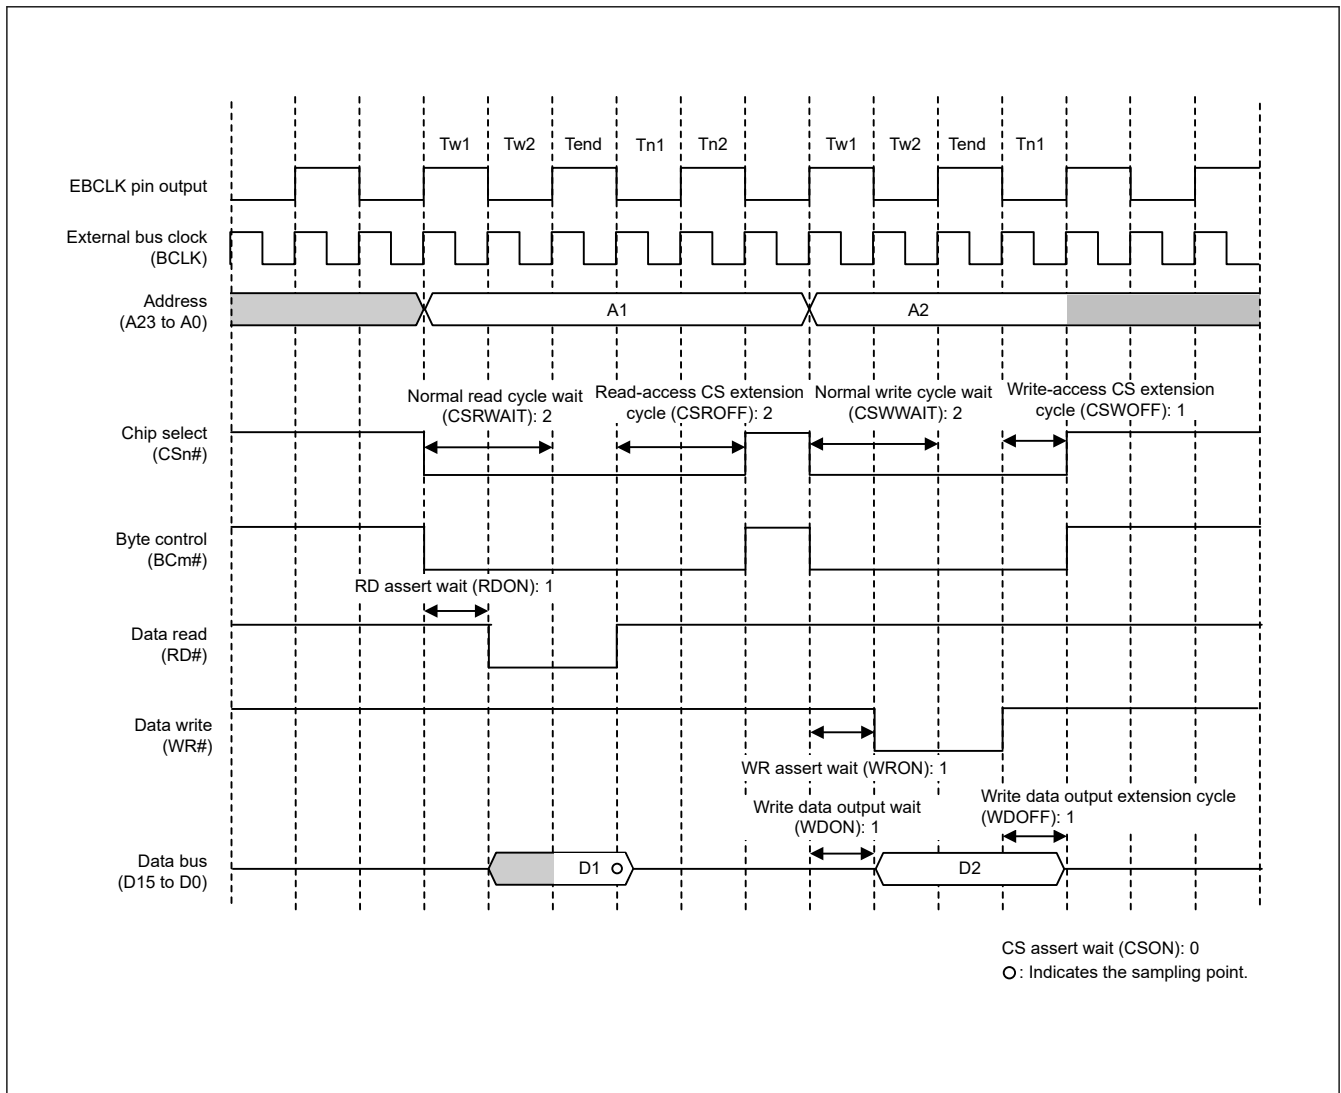 Tw1 Tw2 Tend Tn1 Tn2 Tw1 Tw2 Tend Tn1
EBCLK pin output
External bus clock
(BCLK)
Address
(A23 to A0)
A1
A2
Normal read cycle wait
(CSRWAIT): 2
Read-access CS extension
cycle (CSROFF): 2
Normal write cycle wait
(CSWWAIT): 2
Write-access CS extension
cycle (CSWOFF): 1
Chip select
(CSn#)
Byte control
(BCm#)
RD assert wait (RDON): 1
Data read
(RD#)
Data write
(WR#)
WR assert wait (WRON): 1
Write data output wait
(WDON): 1
Write data output extension cycle
(WDOFF): 1
Data bus
(D15 to D0)
D1
D2
CS assert wait (CSON): 0
: Indicates the sampling point.